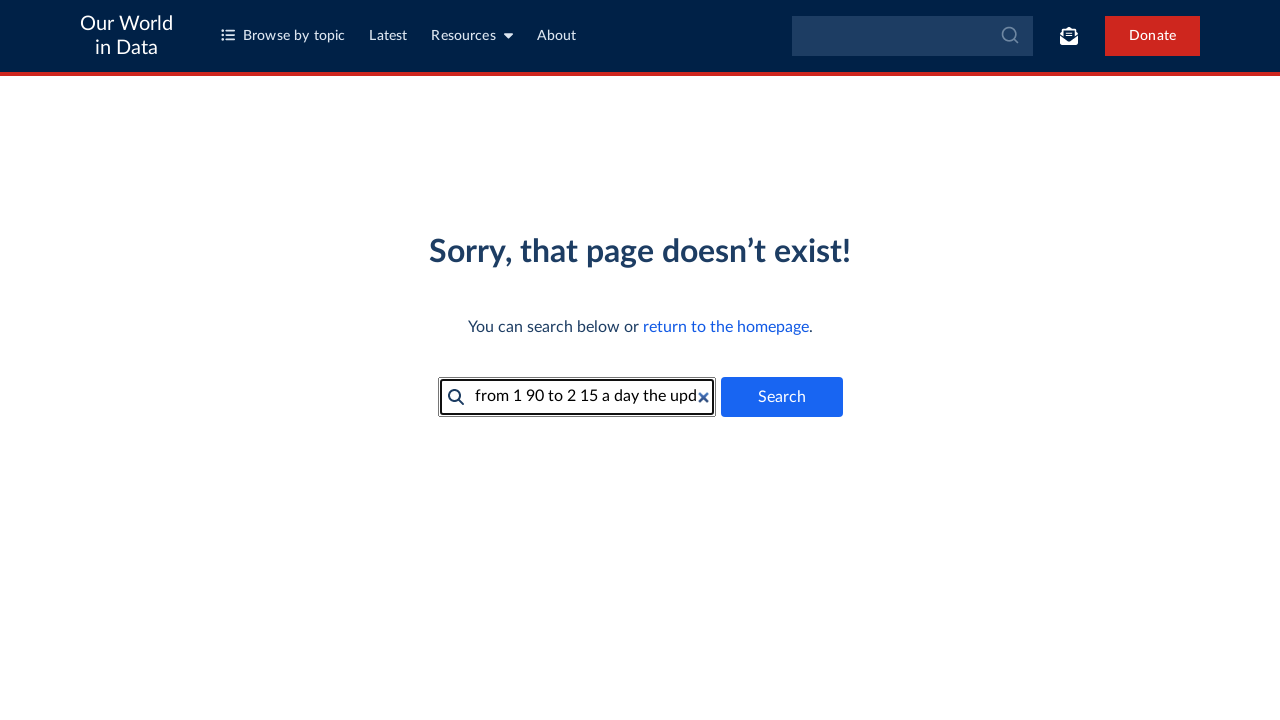 Our World
in Data
Browse by topic
Latest
Resources
About
Donate
Sorry, that page doesn’t exist!
You can search below or return to the homepage.
from 1 90 to 2 15 a day the upd
Search